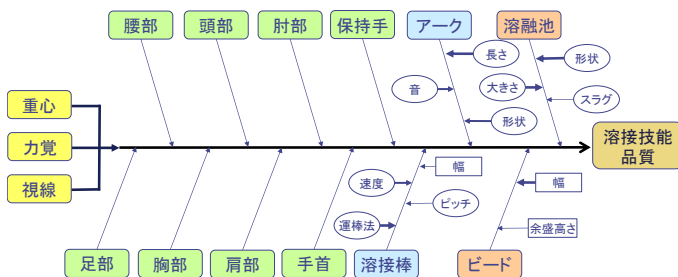 腰部
頭部
肘部
保持手
アーク
溶融池
長さ
形状
音
大きさ
スラグ
形状
重心
力覚
視線
溶接技能
品質
幅
速度
ピッチ
運棒法
幅
余盛高さ
足部
胸部
肩部
手首
溶接棒
ビード